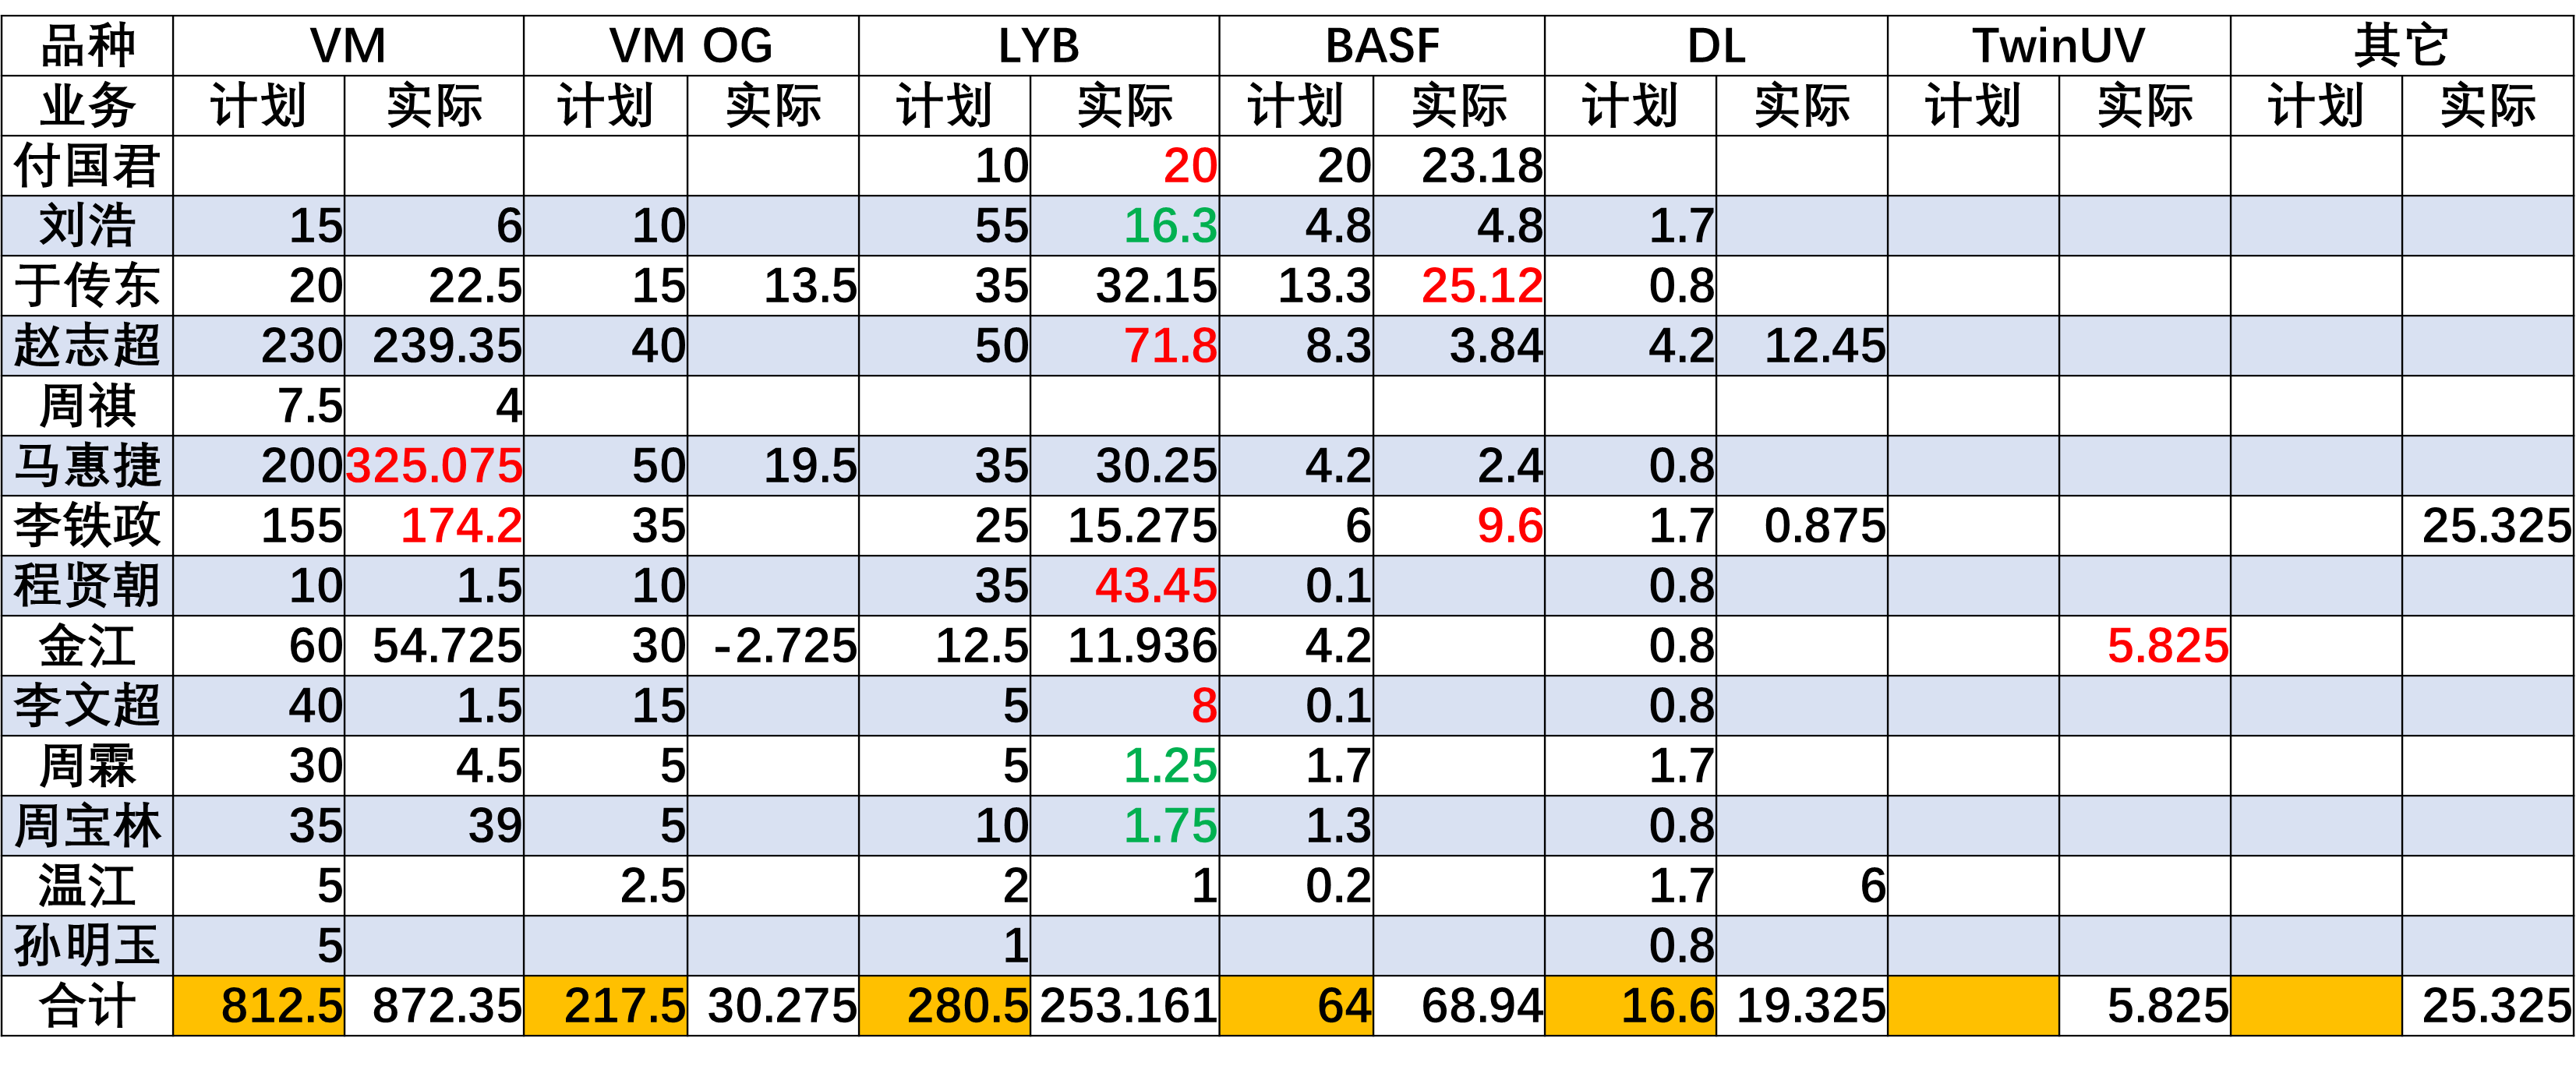 品种 VM VM OG LYB BASF DL TwinUV 其它
业务 计划 实际 计划 实际 计划 实际 计划 实际 计划 实际 计划 实际 计划 实际
付国君 10 20 20 23.18
刘浩 15 6 10 55 16.3 4.8 4.8 1.7
于传东 20 22.5 15 13.5 35 32.15 13.3 25.12 0.8
赵志超 230 239.35 40 50 71.8 8.3 3.84 4.2 12.45
周祺 7.5 4
马惠捷 200 325.075 50 19.5 35 30.25 4.2 2.4 0.8
李铁政 155 174.2 35 25 15.275 6 9.6 1.7 0.875 25.325
程贤朝 10 1.5 10 35 43.45 0.1 0.8
金江 60 54.725 30 -2.725 12.5 11.936 4.2 0.8 5.825
李文超 40 1.5 15 5 8 0.1 0.8
周霖 30 4.5 5 5 1.25 1.7 1.7
周宝林 35 39 5 10 1.75 1.3 0.8
温江 5 2.5 2 1 0.2 1.7 6
孙明玉 5 1 0.8
合计 812.5 872.35 217.5 30.275 280.5 253.161 64 68.94 16.6 19.325 5.825 25.325